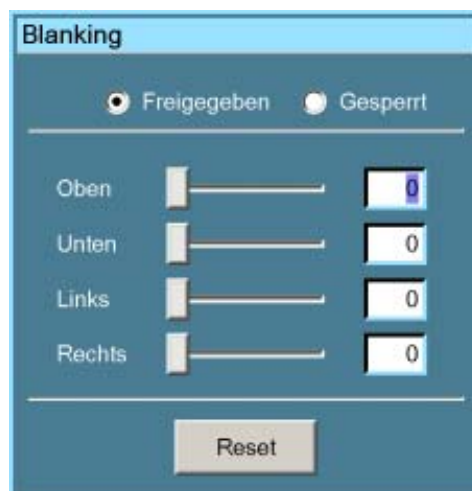 Blanking
Freigegeben Gesperrt
Oben 0
Unten 0
Links 0
Rechts 0
Reset